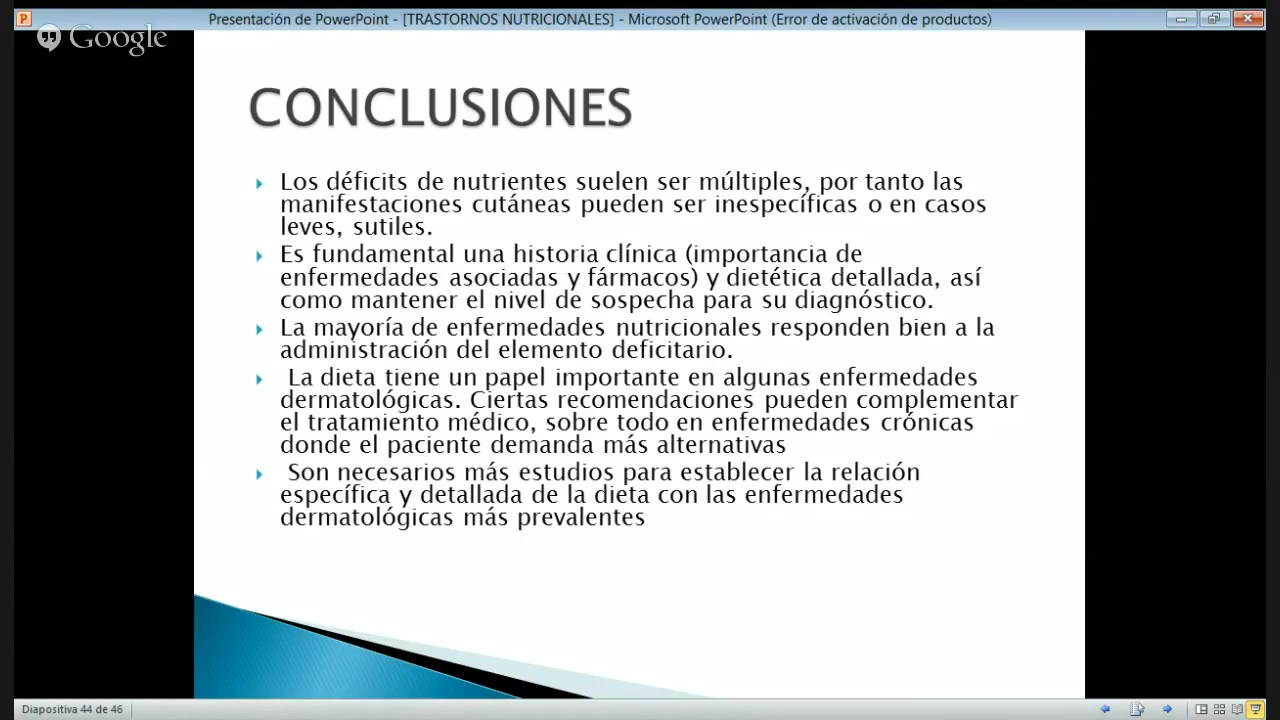 Presentación de PowerPoint - [TRASTORNOS NUTRICIONALES] - Microsoft PowerPoint (Error de activación de productos)
Google
CONCLUSIONES
Los déficits de nutrientes suelen ser múltiples, por tanto las
manifestaciones cutáneas pueden ser inespecíficas o en casos
leves, sutiles.
Es fundamental una historia clínica (importancia de
enfermedades asociadas y fármacos) y dietética detallada, así
como mantener el nivel de sospecha para su diagnóstico.
La mayoría de enfermedades nutricionales responden bien a la
administración del elemento deficitario.
La dieta tiene un papel importante en algunas enfermedades
dermatológicas. Ciertas recomendaciones pueden complementar
el tratamiento médico, sobre todo en enfermedades crónicas
donde el paciente demanda más alternativas
Son necesarios más estudios para establecer la relación
específica y detallada de la dieta con las enfermedades
dermatológicas más prevalentes
Diapositiva 44 de 46